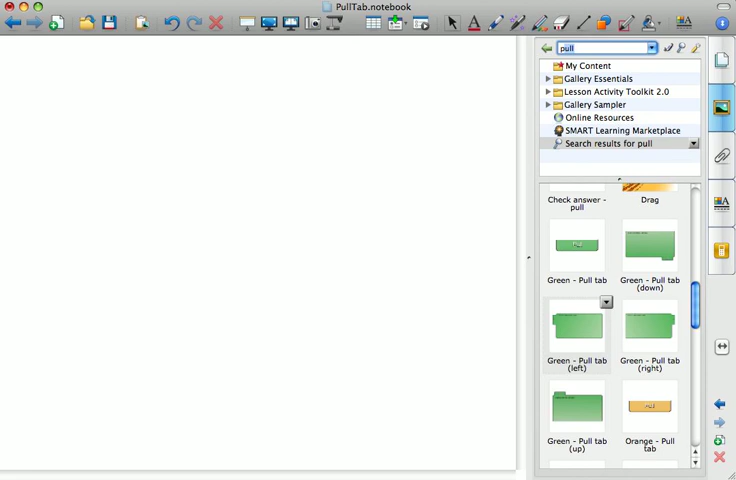 PullTab.notebook
pull
My Content
Gallery Essentials
Lesson Activity Toolkit 2.0
Gallery Sampler
Online Resources
SMART Learning Marketplace
Search results for pull
Check answer -
pull
Drag
Green - Pull tab
Green - Pull tab
(down)
Green - Pull tab
(left)
Green - Pull tab
(right)
Green - Pull tab
(up)
Orange - Pull
tab